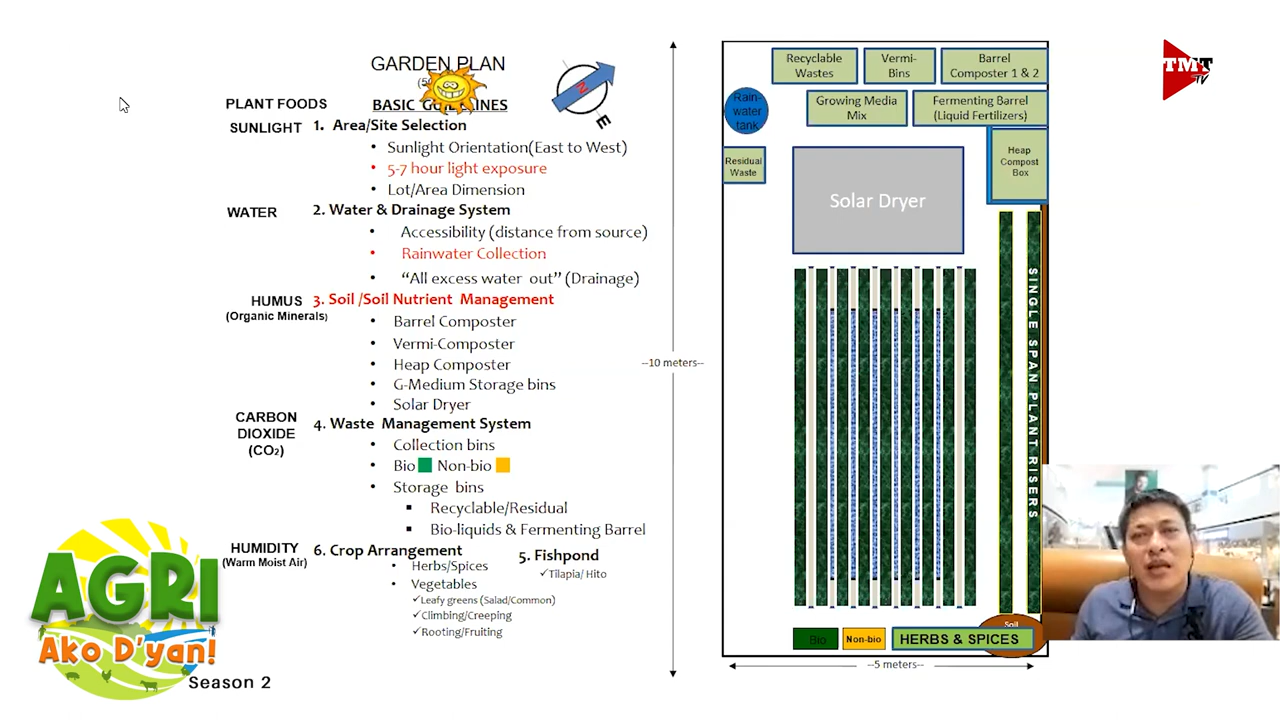 GARDEN PLAN
BASIC GUIDELINES
PLANT FOODS
SUNLIGHT
1. Area/Site Selection
• Sunlight Orientation(East to West)
• 5-7 hour light exposure
• Lot/Area Dimension
WATER
2. Water & Drainage System
• Accessibility (distance from source)
• Rainwater Collection
• “All excess water out” (Drainage)
HUMUS
(Organic Minerals)
3. Soil /Soil Nutrient Management
• Barrel Composter
• Vermi-Composter
• Heap Composter
• G-Medium Storage bins
• Solar Dryer
CARBON
DIOXIDE
(CO2)
4. Waste Management System
• Collection bins
• Bio Non-bio
• Storage bins
▪ Recyclable/Residual
▪ Bio-liquids & Fermenting Barrel
HUMIDITY
(Warm Moist Air)
6. Crop Arrangement
• Herbs/Spices
• Vegetables
✓Leafy greens (Salad/Common)
✓Climbing/Creeping
✓Rooting/Fruiting
5. Fishpond
✓Tilapia/ Hito
N
E
--10 meters--
Recyclable
Wastes
Vermi-
Bins
Barrel
Composter 1 & 2
Rain-
water
tank
Growing Media
Mix
Fermenting Barrel
(Liquid Fertilizers)
Residual
Waste
Heap
Compost
Box
Solar Dryer
SINGLE SPAN PLANT RISERS
Soil
Bio
Non-bio
HERBS & SPICES
--5 meters--
TMT
TV
AGRI
Ako D'yan!
Season 2